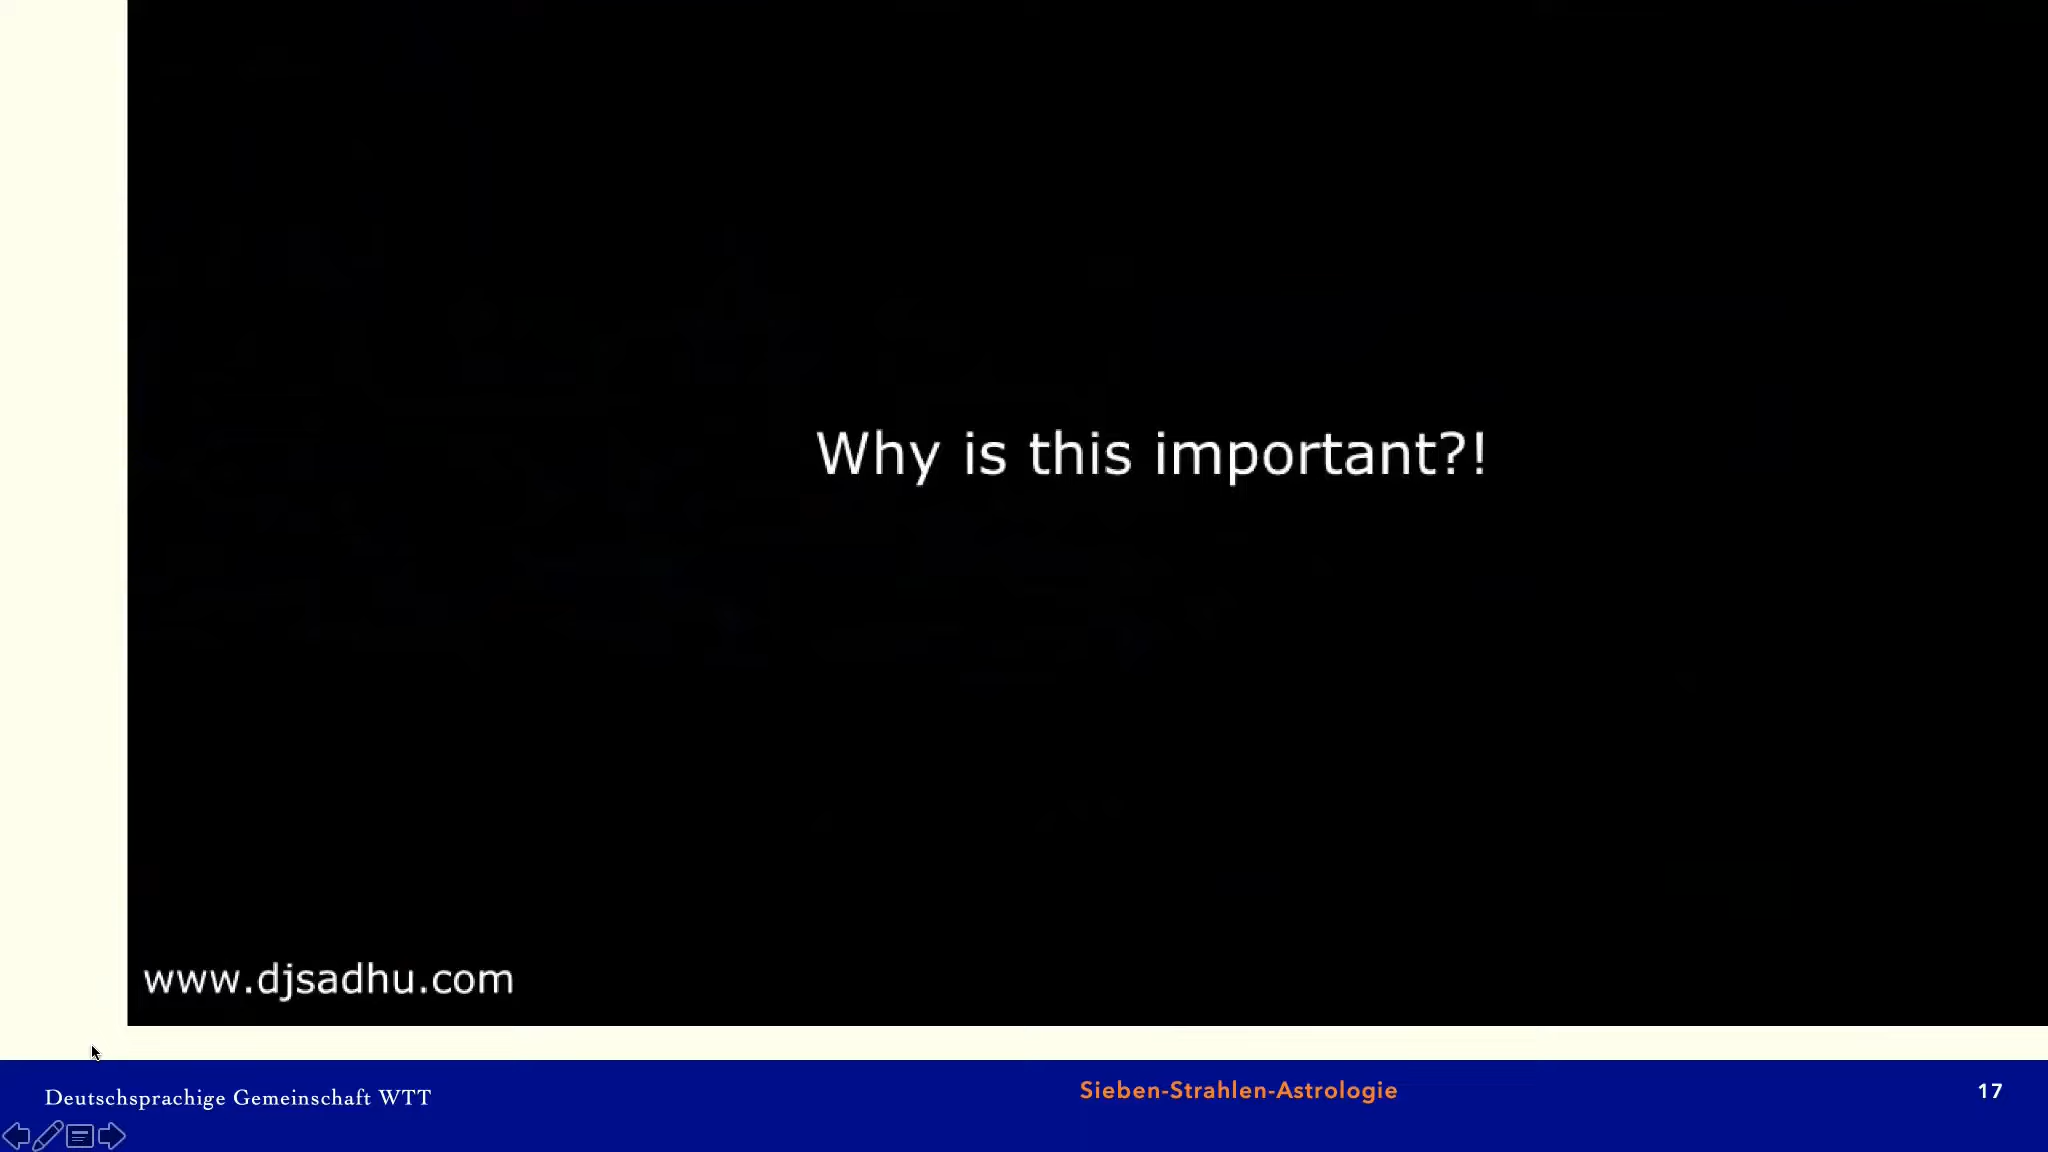 Why is this important?!
www.djsadhu.com
Deutschsprachige Gemeinschaft WTT
Sieben-Strahlen-Astrologie
17